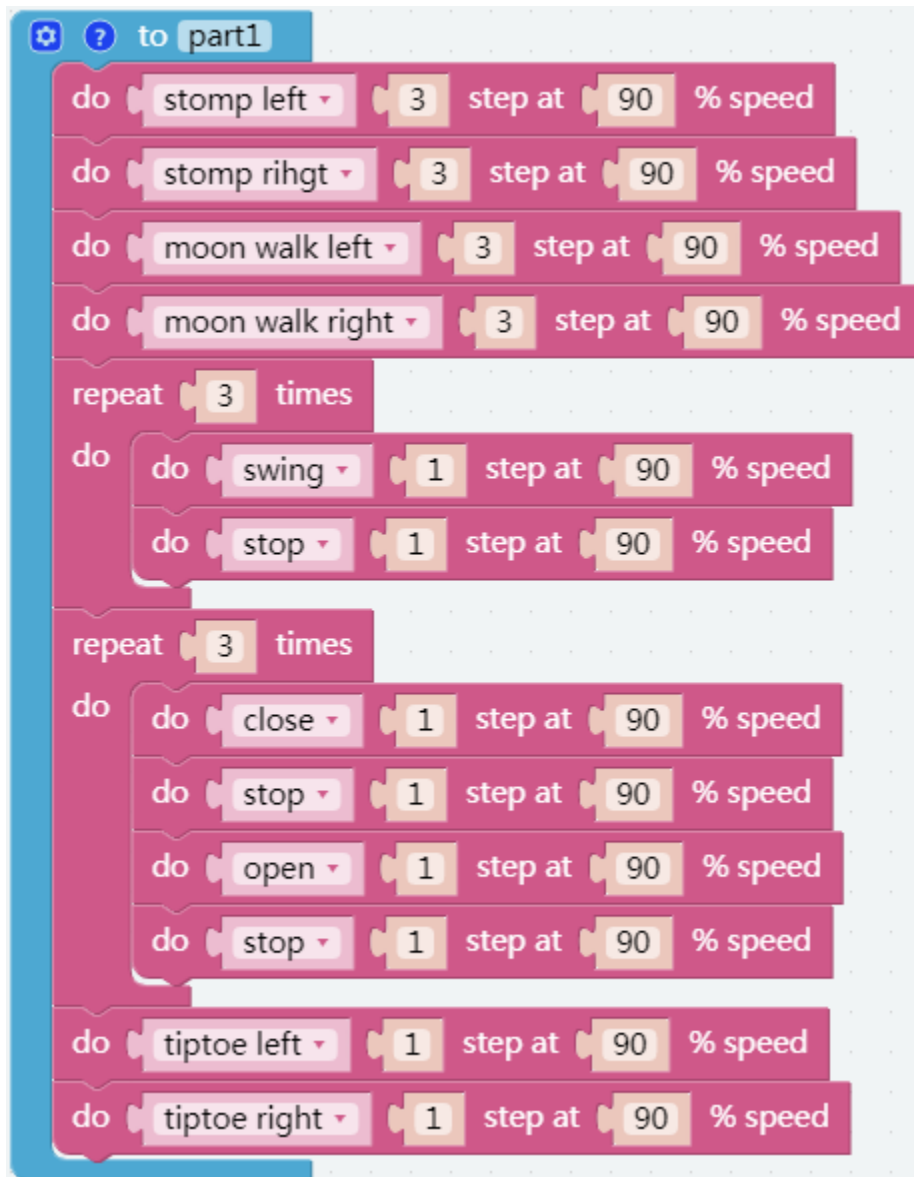 ? to part1
do stomp left 3 step at 90 % speed
do stomp rihgt 3 step at 90 % speed
do moon walk left 3 step at 90 % speed
do moon walk right 3 step at 90 % speed
repeat 3 times
do do swing 1 step at 90 % speed
do stop 1 step at 90 % speed
repeat 3 times
do do close 1 step at 90 % speed
do stop 1 step at 90 % speed
do open 1 step at 90 % speed
do stop 1 step at 90 % speed
do tiptoe left 1 step at 90 % speed
do tiptoe right 1 step at 90 % speed